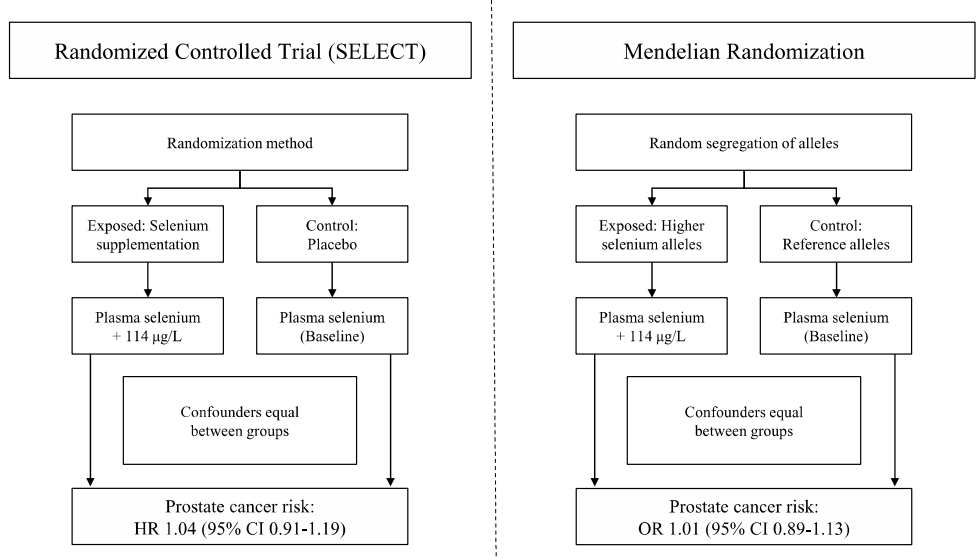 Randomized Controlled Trial (SELECT)
Randomization method
Exposed: Selenium
supplementation
Control:
Placebo
Plasma selenium
+ 114 µg/L
Plasma selenium
(Baseline)
Confounders equal
between groups
Prostate cancer risk:
HR 1.04 (95% CI 0.91-1.19)
Mendelian Randomization
Random segregation of alleles
Exposed: Higher
selenium alleles
Control:
Reference alleles
Plasma selenium
+ 114 µg/L
Plasma selenium
(Baseline)
Confounders equal
between groups
Prostate cancer risk:
OR 1.01 (95% CI 0.89-1.13)